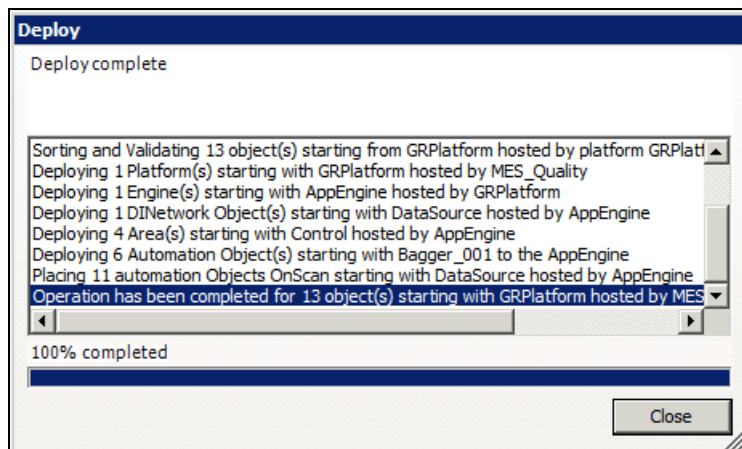 Deploy
Deploy complete
Sorting and Validating 13 object(s) starting from GRPlatform hosted by platform GRPlatf
Deploying 1 Platform(s) starting with GRPlatform hosted by MES_Quality
Deploying 1 Engine(s) starting with AppEngine hosted by GRPlatform
Deploying 1 DINetwork Object(s) starting with DataSource hosted by AppEngine
Deploying 4 Area(s) starting with Control hosted by AppEngine
Deploying 6 Automation Object(s) starting with Bagger_001 to the AppEngine
Placing 11 automation Objects OnScan starting with DataSource hosted by AppEngine
Operation has been completed for 13 object(s) starting with GRPlatform hosted by MES
100% completed
Close